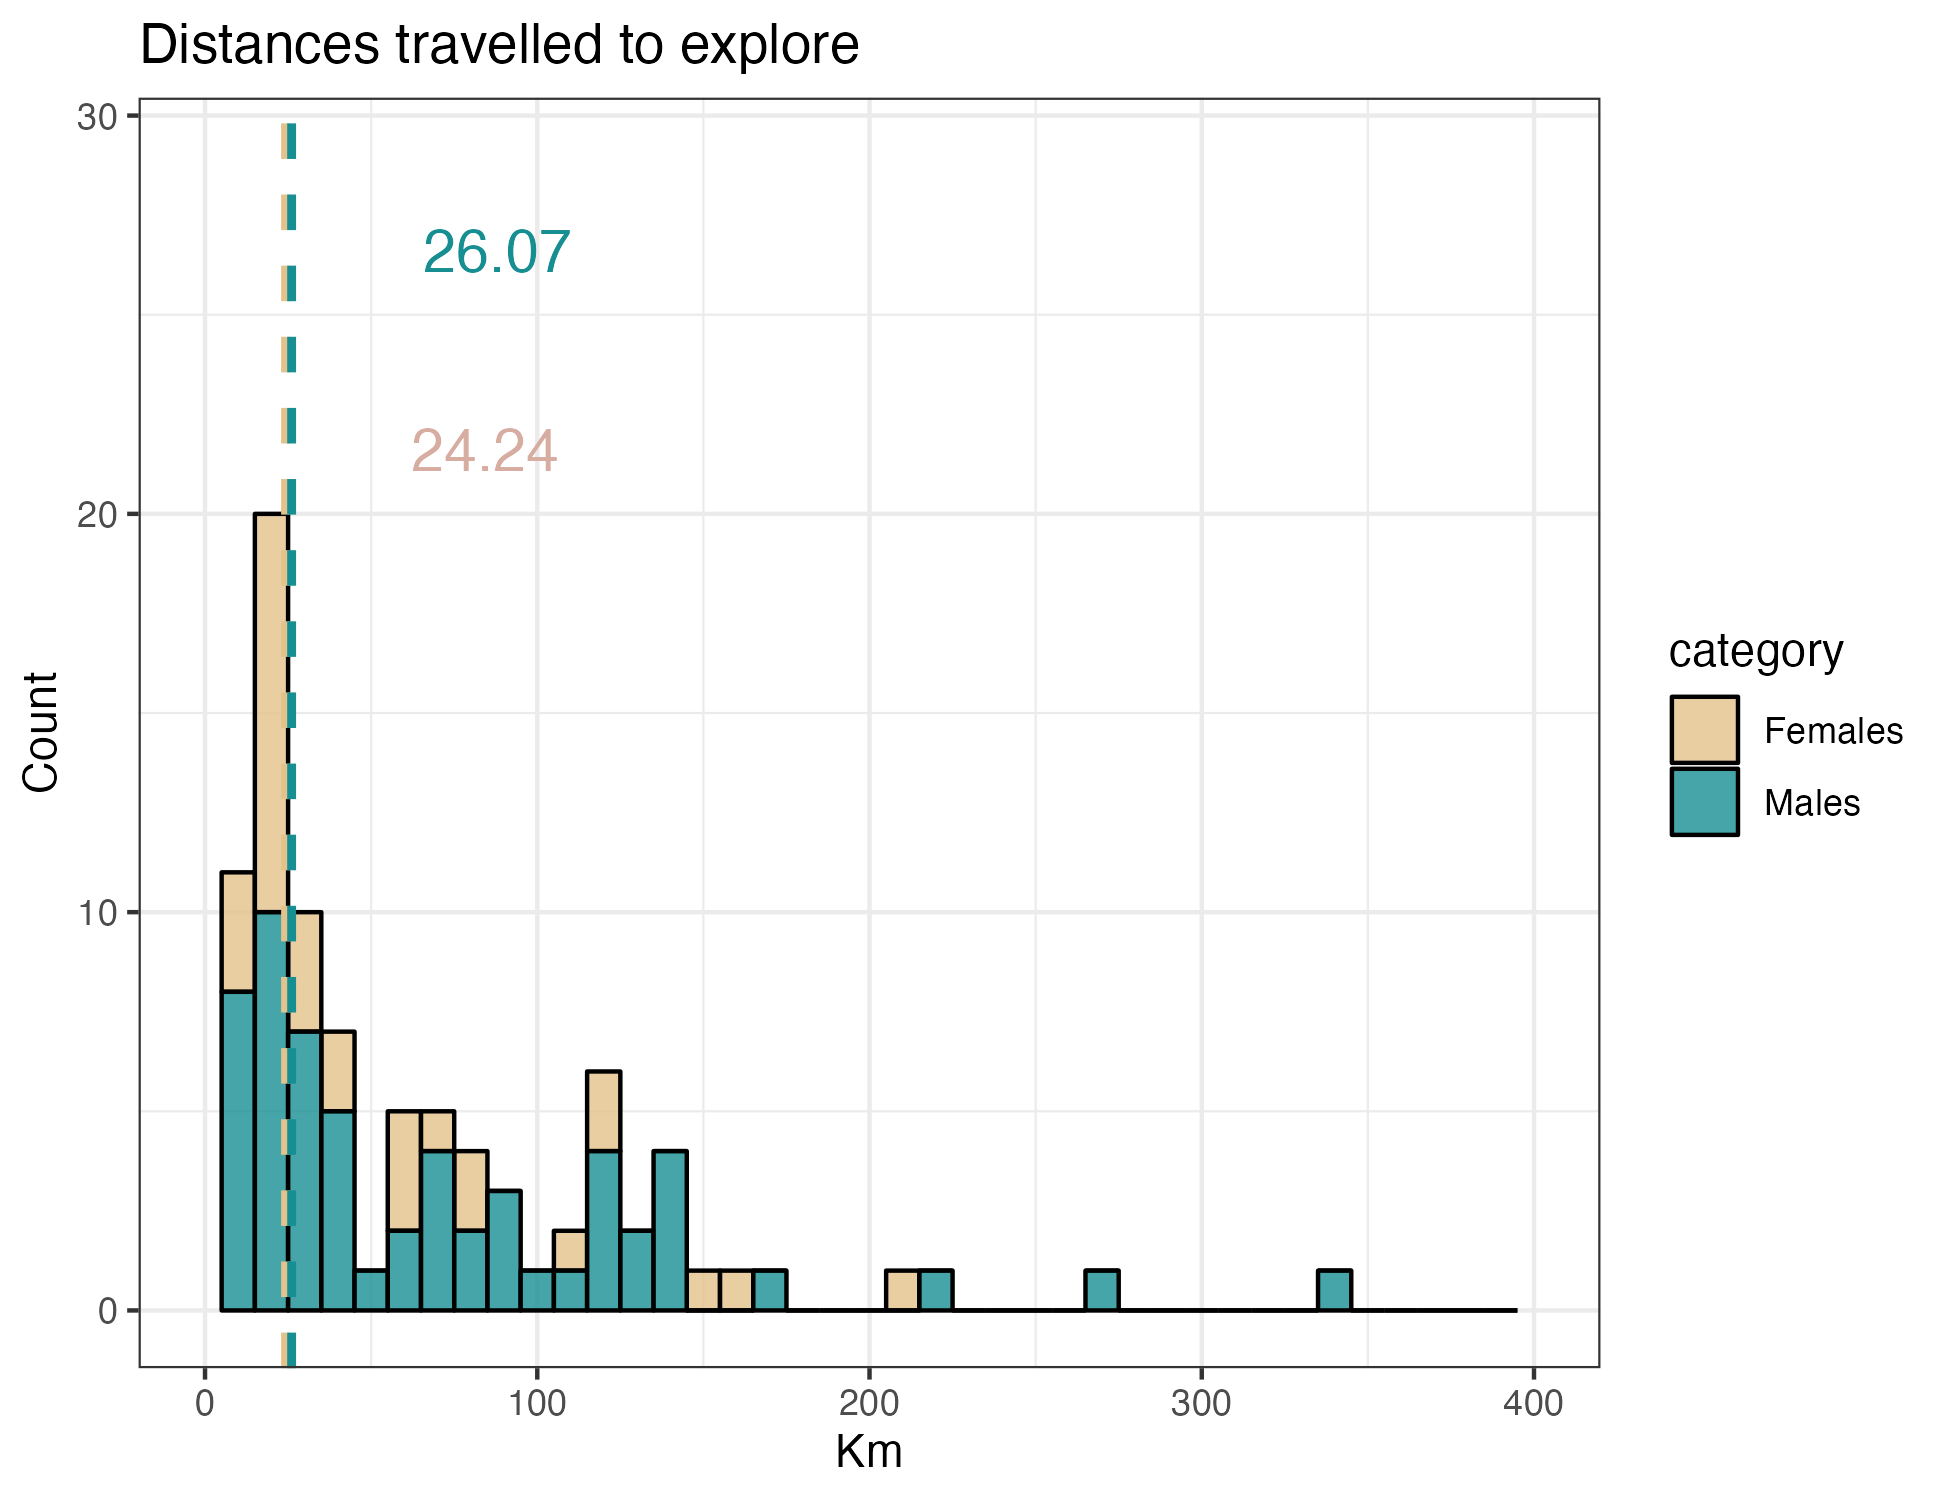 Distances travelled to explore
30
20
10
0
Count
26.07
24.24
0 100 200 300 400
Km
category
Females
Males